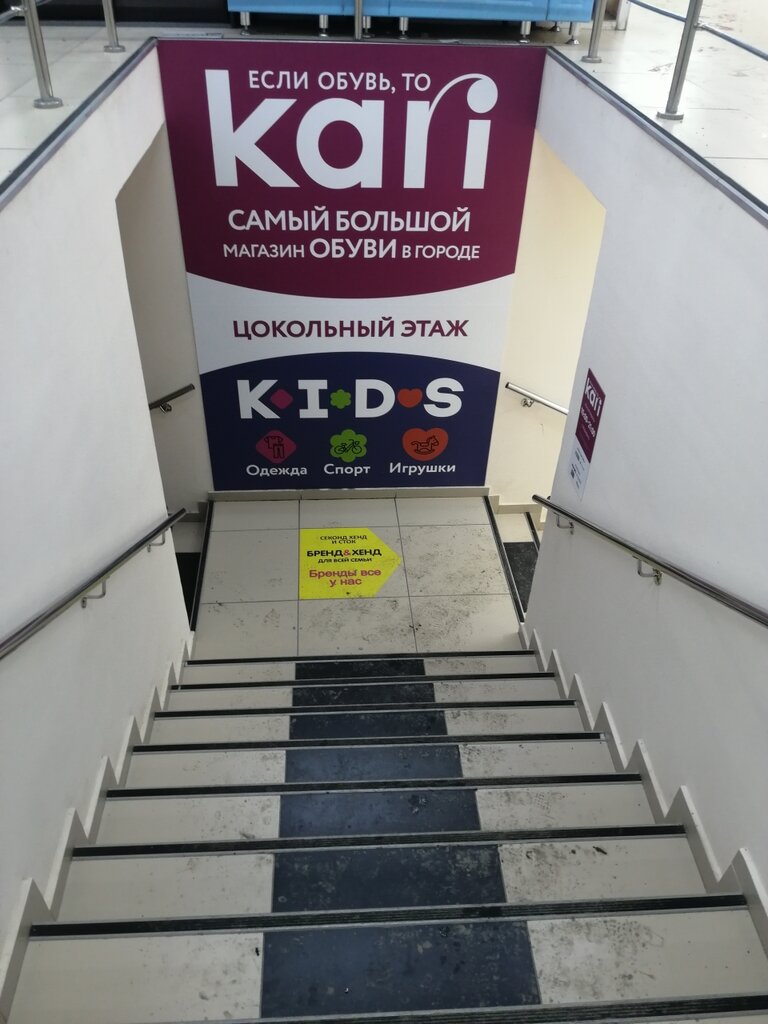 ЕСЛИ ОБУВЬ, ТО
kari
САМЫЙ БОЛЬШОЙ
МАГАЗИН ОБУВИ В ГОРОДЕ
ЦОКОЛЬНЫЙ ЭТАЖ
KIDS
Одежда Спорт Игрушки
kari
СЕКОНД ХЕНД
И СТОК
БРЕНД&ХЕНД
ДЛЯ ВСЕЙ СЕМЬИ
Бренды все
у нас